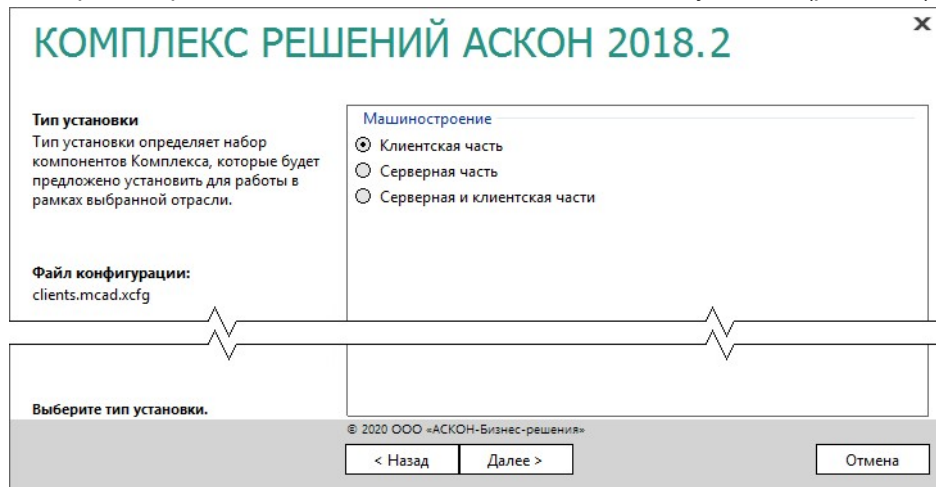 КОМПЛЕКС РЕШЕНИЙ АСКОН 2018.2
x
Тип установки
Тип установки определяет набор
компонентов Комплекса, которые будет
предложено установить для работы в
рамках выбранной отрасли.
Файл конфигурации:
clients.mcad.xcfg
Выберите тип установки.
Машиностроение
Клиентская часть
Серверная часть
Серверная и клиентская части
© 2020 ООО «АСКОН-Бизнес-решения»
< Назад
Далее >
Отмена